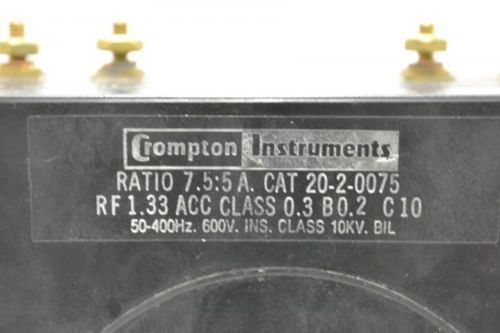 Crompton Instruments
RATIO 7.5:5 A. CAT 20-2-0075
RF 1.33 ACC CLASS 0.3 B0.2 C10
50-400Hz. 600V. INS. CLASS 10KV. BIL